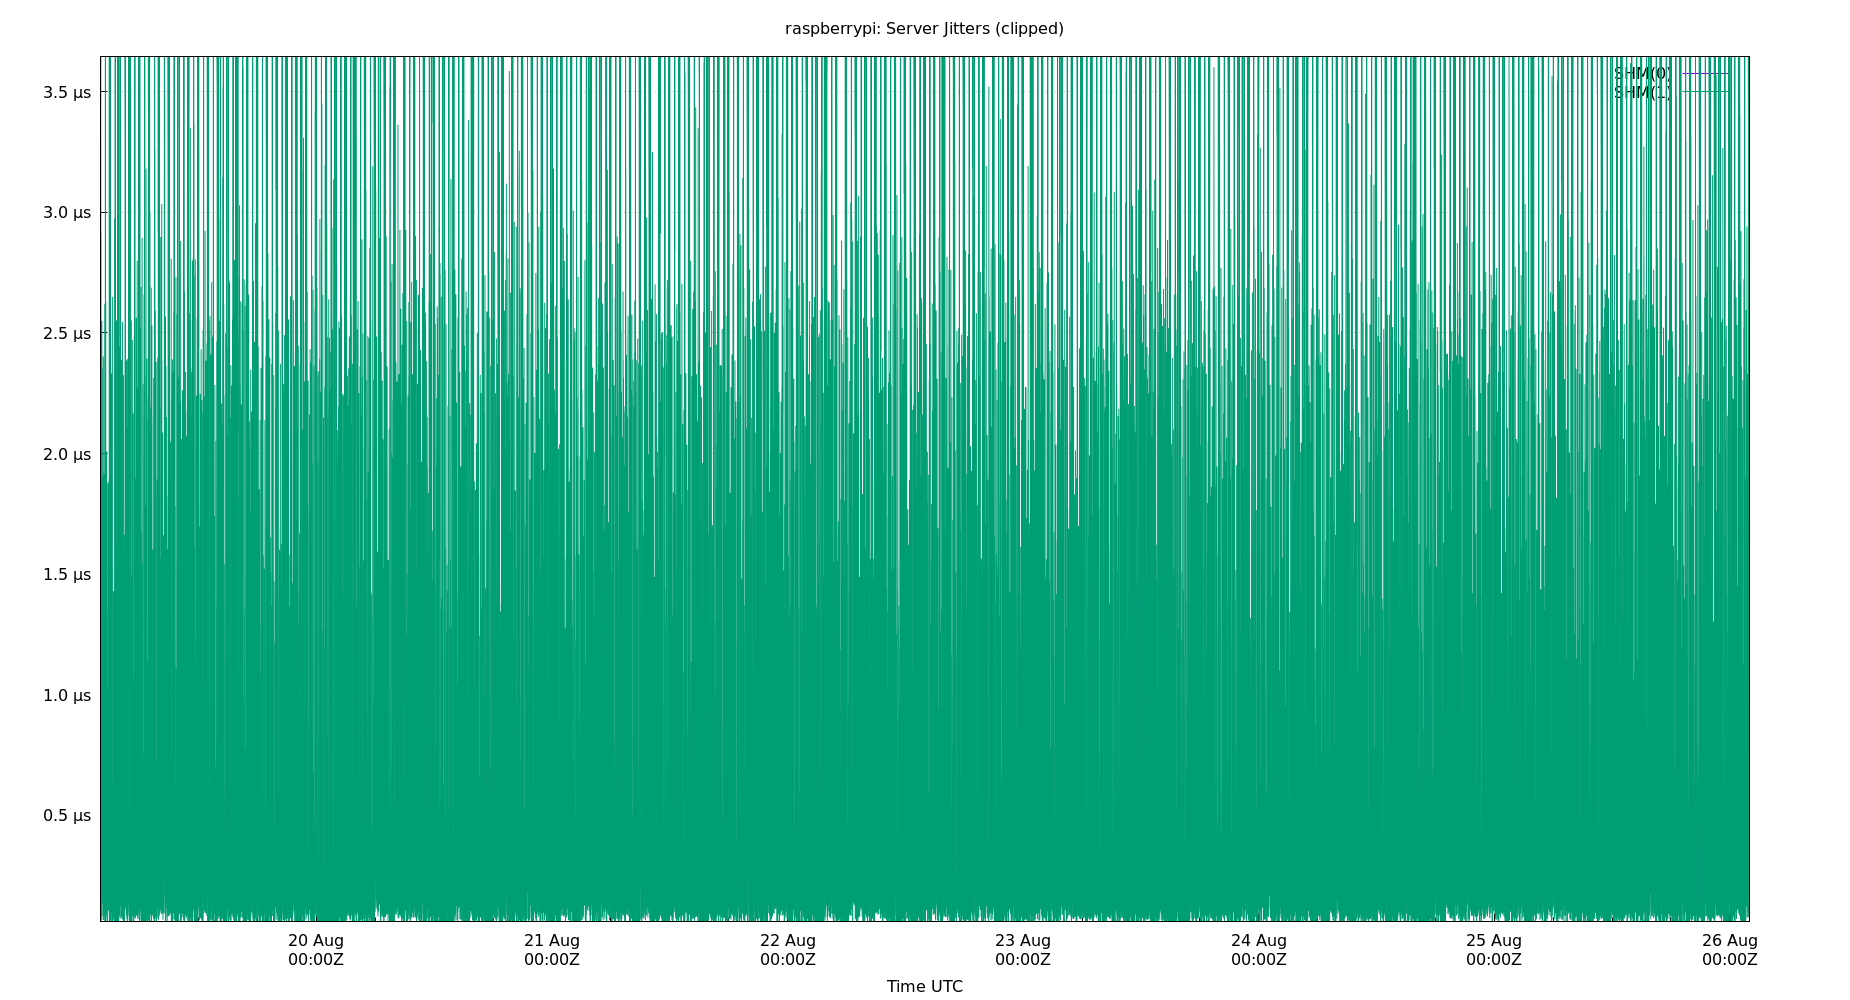 raspberrypi: Server Jitters (clipped)
SHM(0)
SHM(1)
3.5 µs
3.0 µs
2.5 µs
2.0 µs
1.5 µs
1.0 µs
0.5 µs
20 Aug 21 Aug 22 Aug 23 Aug 24 Aug 25 Aug 26 Aug
00:00Z 00:00Z 00:00Z 00:00Z 00:00Z 00:00Z 00:00Z
Time UTC